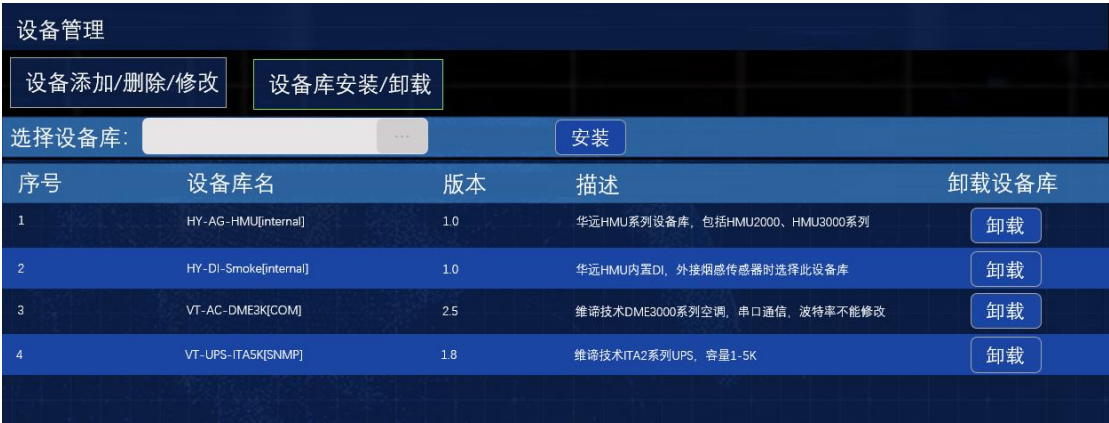 设备管理
设备添加/删除/修改 设备库安装/卸载
选择设备库: ... 安装
序号 设备库名 版本 描述 卸载设备库
1 HY-AG-HMU[internal] 1.0 华远HMU系列设备库，包括HMU2000、HMU3000系列 卸载
2 HY-DI-Smoke[internal] 1.0 华远HMU内置DI，外接烟感传感器时选择此设备库 卸载
3 VT-AC-DME3K[COM] 2.5 维谛技术DME3000系列空调，串口通信，波特率不能修改 卸载
4 VT-UPS-ITA5K[SNMP] 1.8 维谛技术ITA2系列UPS，容量1-5K 卸载